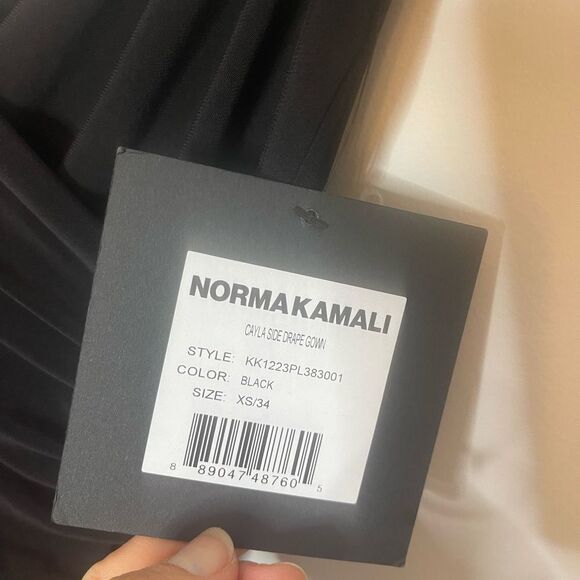 NORMAKAMALI
CAYLA SIDE DRAPE GOWN
STYLE: KK1223PL383001
COLOR: BLACK
SIZE: XS/34
8 89047 48760 5